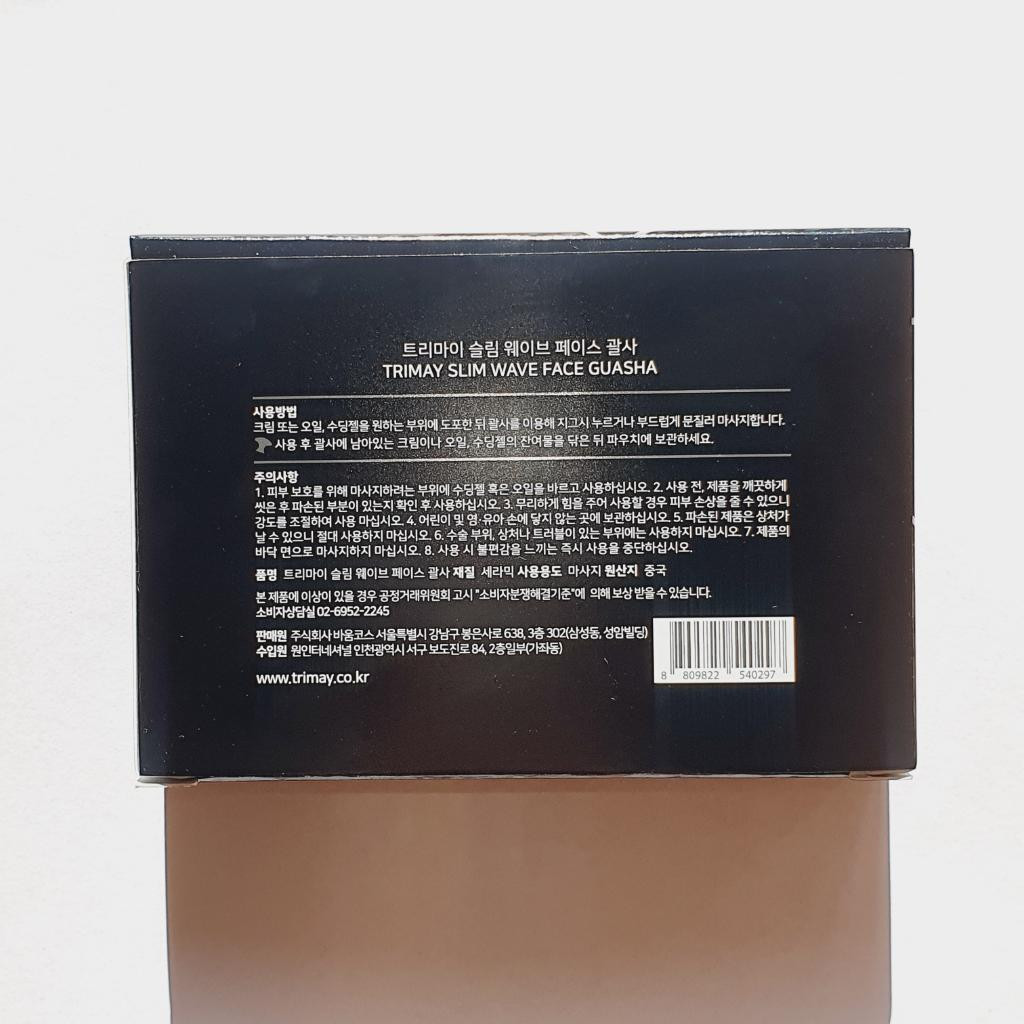 트리마이 슬림 웨이브 페이스 괄사
TRIMAY SLIM WAVE FACE GUASHA
사용방법
크림 또는 오일, 수딩젤을 원하는 부위에 도포한 뒤 괄사를 이용해 지그시 누르거나 부드럽게 문질러 마사지합니다.
사용 후 괄사에 남아있는 크림이나 오일, 수딩젤의 잔여물을 닦은 뒤 파우치에 보관하세요.
주의사항
1. 피부 보호를 위해 마사지하려는 부위에 수딩젤 혹은 오일을 바르고 사용하십시오. 2. 사용 전, 제품을 깨끗하게
씻은 후 파손된 부분이 있는지 확인 후 사용하십시오. 3. 무리하게 힘을 주어 사용할 경우 피부 손상을 줄 수 있으니
강도를 조절하여 사용 마십시오. 4. 어린이 및 영·유아 손에 닿지 않는 곳에 보관하십시오. 5. 파손된 제품은 상처가
날 수 있으니 절대 사용하지 마십시오. 6. 수술 부위, 상처나 트러블이 있는 부위에는 사용하지 마십시오. 7. 제품의
바닥 면으로 마사지하지 마십시오. 8. 사용 시 불편감을 느끼는 즉시 사용을 중단하십시오.
품명 트리마이 슬림 웨이브 페이스 괄사 재질 세라믹 사용용도 마사지 원산지 중국
본 제품에 이상이 있을 경우 공정거래위원회 고시 "소비자분쟁해결기준"에 의해 보상 받을 수 있습니다.
소비자상담실 02-6952-2245
판매원 주식회사 바움코스 서울특별시 강남구 봉은사로 638, 3층 302(삼성동, 성암빌딩)
수입원 원인터네셔널 인천광역시 서구 보도진로 84, 2층일부(가좌동)
www.trimay.co.kr
8 809822 540297